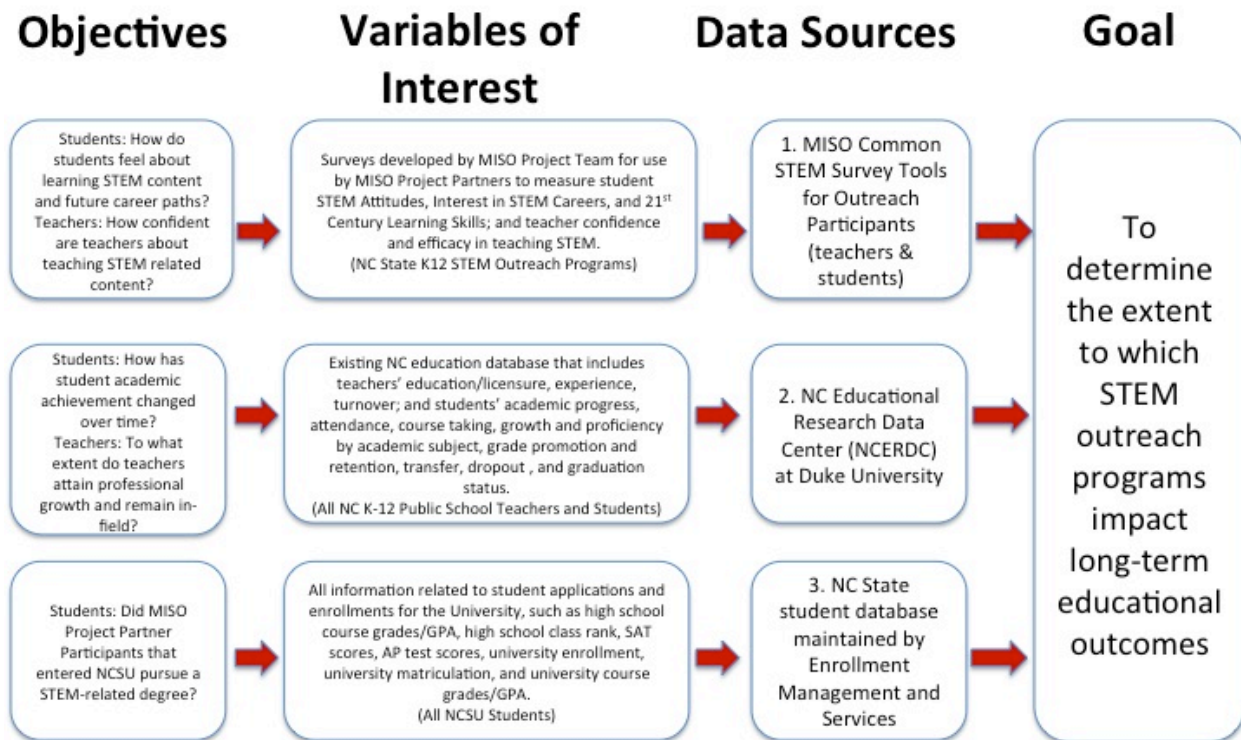 Objectives
Variables of
Interest
Data Sources
Goal
Students: How do
students feel about
learning STEM content
and future career paths?
Teachers: How confident
are teachers about
teaching STEM related
content?
Surveys developed by MISO Project Team for use
by MISO Project Partners to measure student
STEM Attitudes, Interest in STEM Careers, and 21st
Century Learning Skills; and teacher confidence
and efficacy in teaching STEM.
(NC State K12 STEM Outreach Programs)
1. MISO Common
STEM Survey Tools
for Outreach
Participants
(teachers &
students)
Students: How has
student academic
achievement changed
over time?
Teachers: To what
extent do teachers
attain professional
growth and remain in-
field?
Existing NC education database that includes
teachers' education/licensure, experience,
turnover; and students' academic progress,
attendance, course taking, growth and proficiency
by academic subject, grade promotion and
retention, transfer, dropout , and graduation
status.
(All NC K-12 Public School Teachers and Students)
2. NC Educational
Research Data
Center (NCERDC)
at Duke University
Students: Did MISO
Project Partner
Participants that
entered NCSU pursue a
STEM-related degree?
All information related to student applications and
enrollments for the University, such as high school
course grades/GPA, high school class rank, SAT
scores, AP test scores, university enrollment,
university matriculation, and university course
grades/GPA.
(All NCSU Students)
3. NC State
student database
maintained by
Enrollment
Management and
Services
To
determine
the extent
to which
STEM
outreach
programs
impact
long-term
educational
outcomes